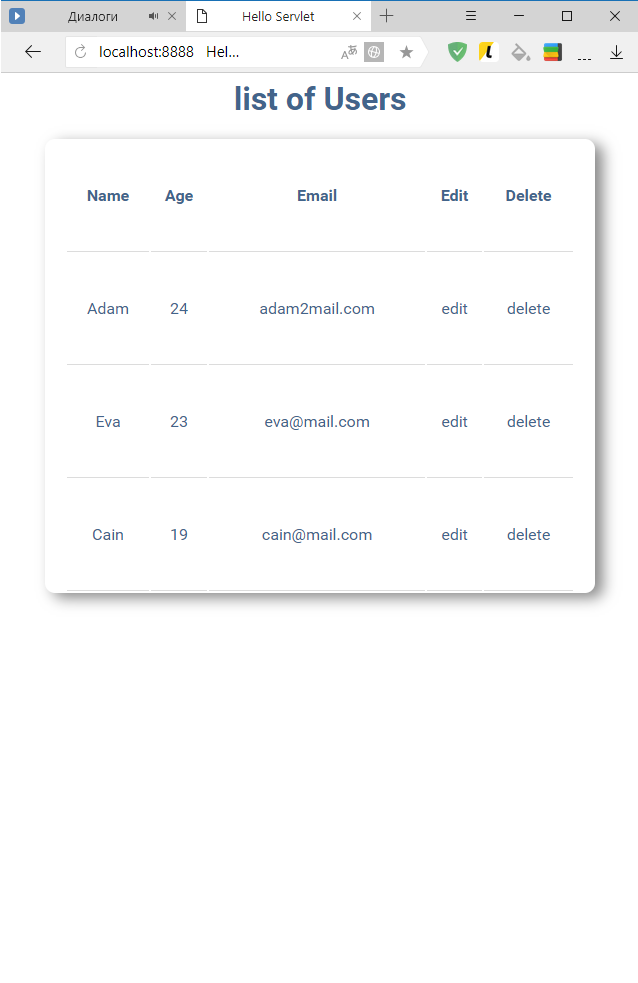 Диалоги Hello Servlet
localhost:8888 Hel...
list of Users
Name Age Email Edit Delete
Adam 24 adam2mail.com edit delete
Eva 23 eva@mail.com edit delete
Cain 19 cain@mail.com edit delete